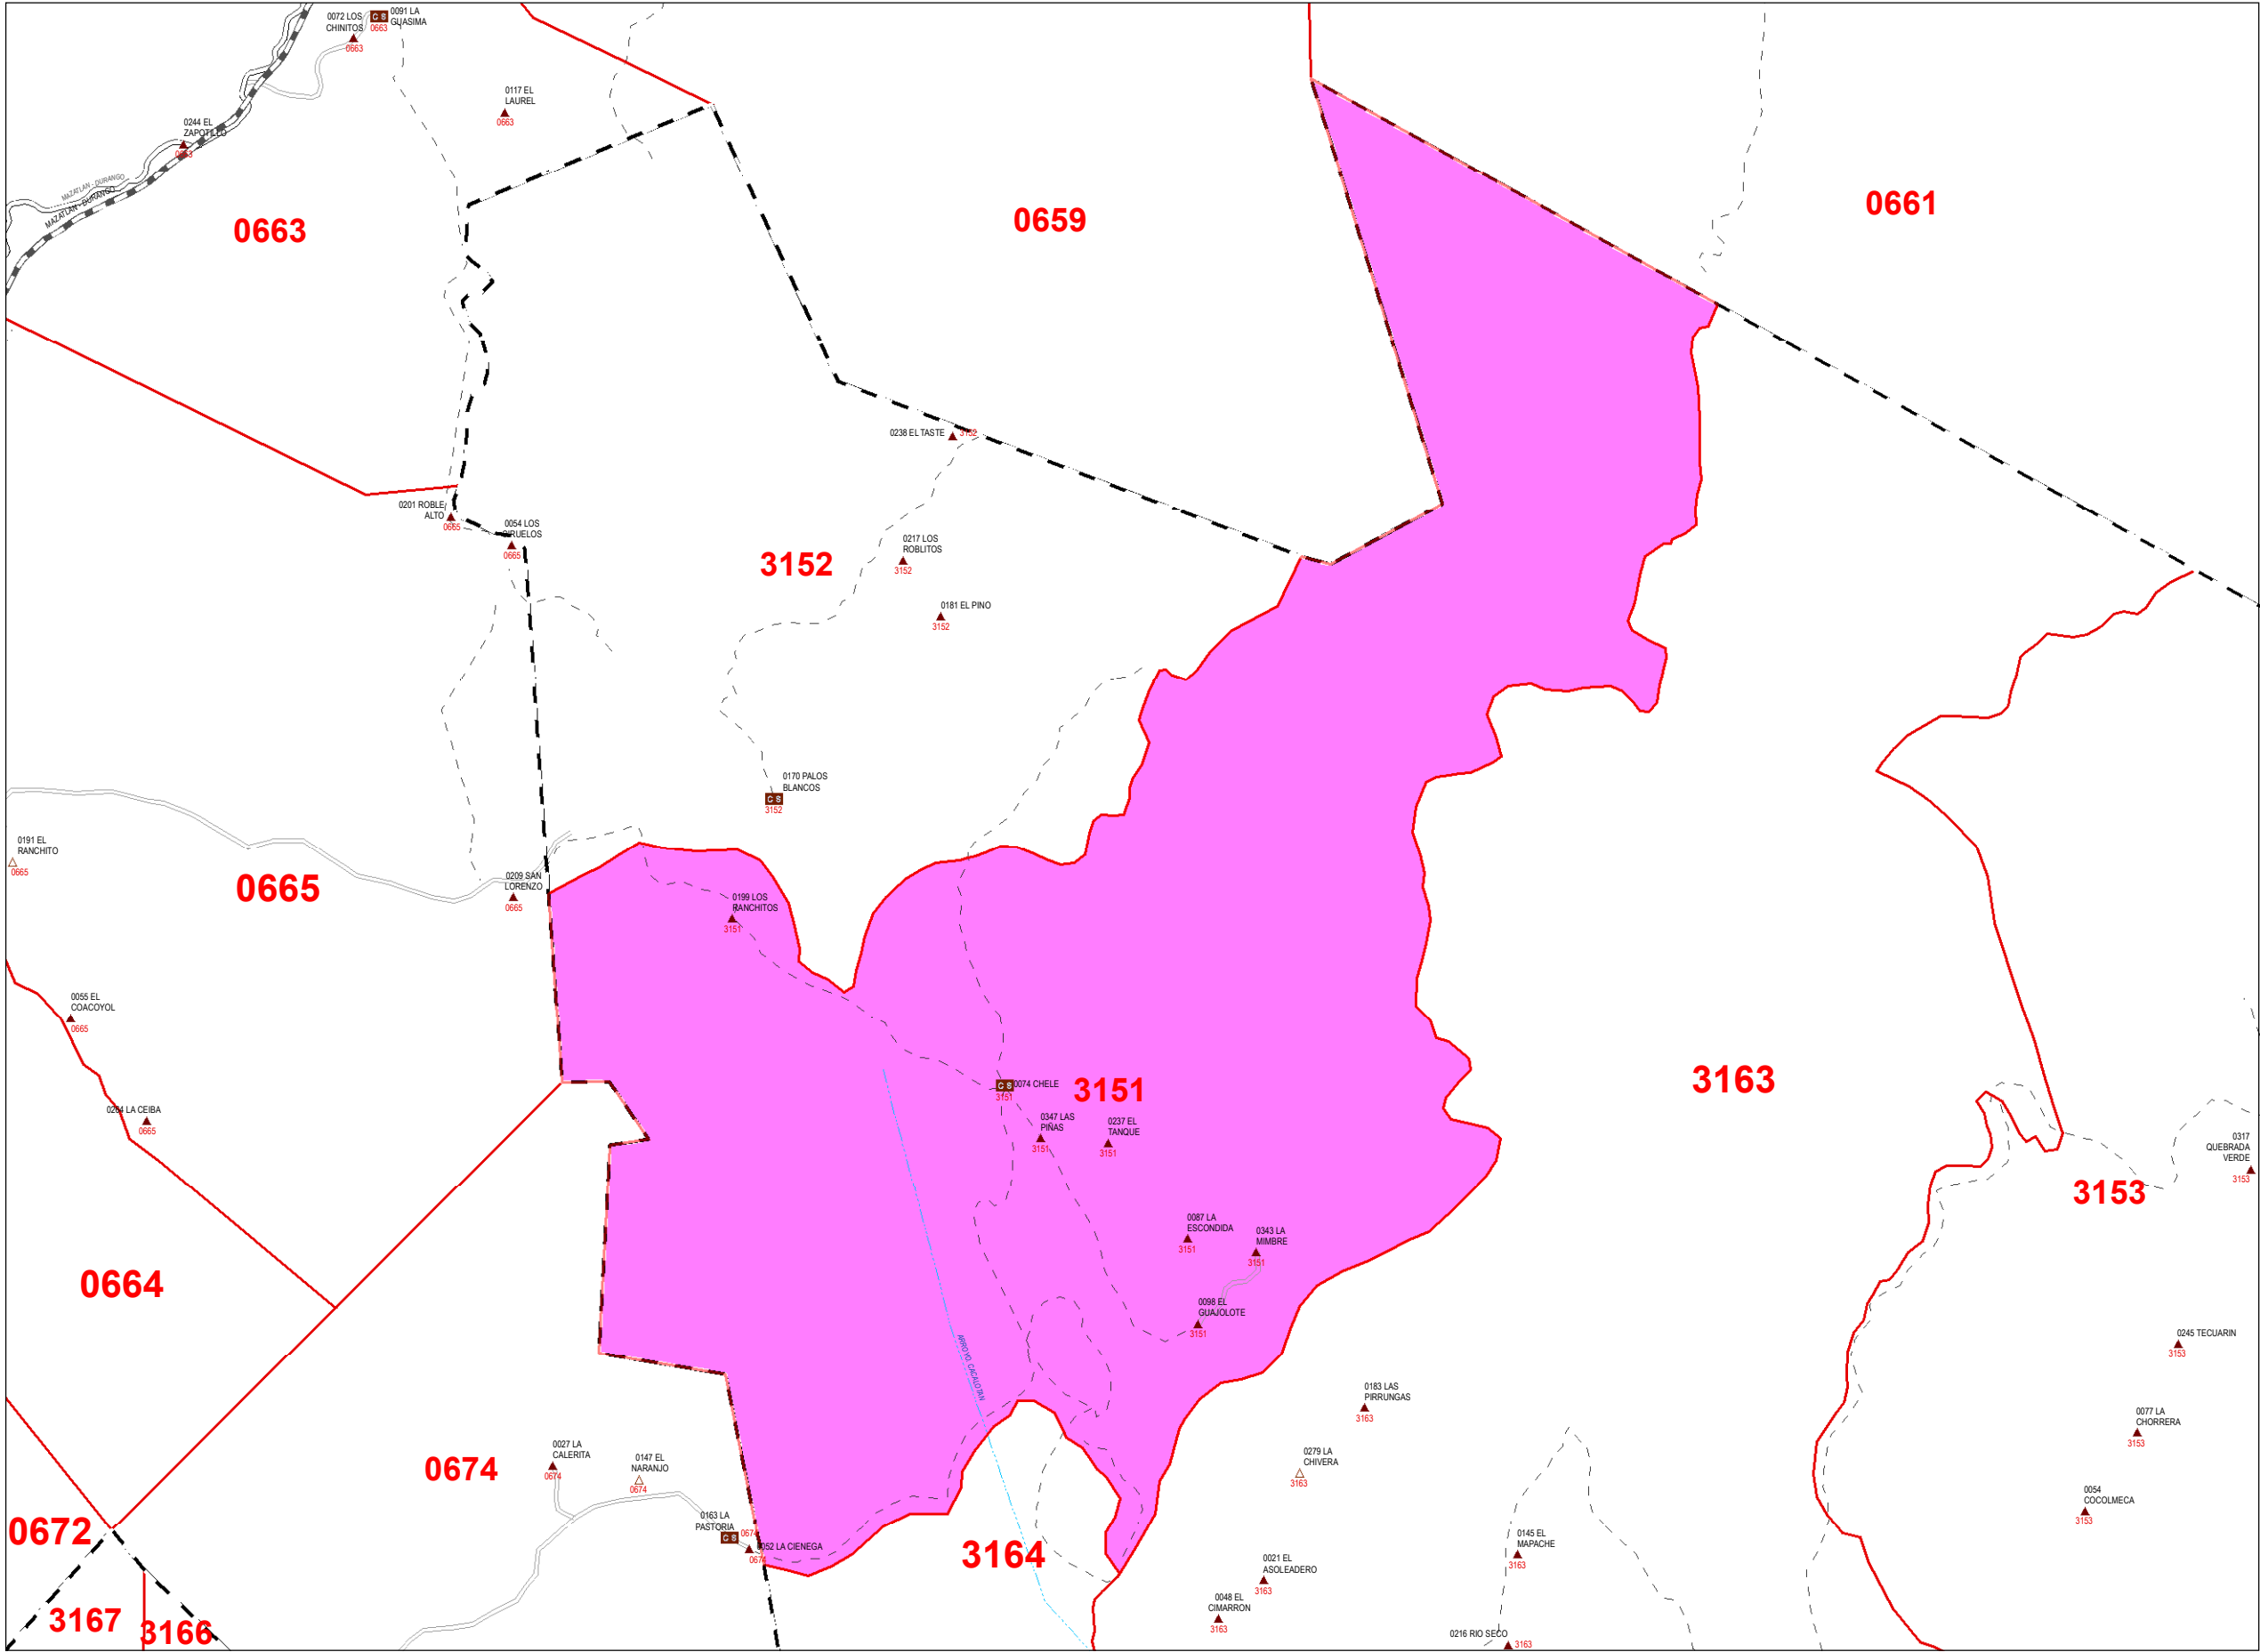 0072 LOS
CHINITOS
0663
C S
0091 LA
GUASIMA
0663
0117 EL
LAUREL
0663
0244 EL
ZAPOTILLO
0663
MAZATLAN - DURANGO
MAZATLAN - DURANGO
0663
0659
0661
0238 EL TASTE
3152
0201 ROBLE
ALTO
0665
0054 LOS
CIRUELOS
0665
3152
0217 LOS
ROBLITOS
3152
0181 EL PINO
3152
0170 PALOS
BLANCOS
C S
3152
0191 EL
RANCHITO
0665
0665
0209 SAN
LORENZO
0665
0199 LOS
RANCHITOS
3151
0055 EL
COACOYOL
0665
0264 LA CEIBA
0665
C S
0074 CHELE
3151
3151
0347 LAS
PIÑAS
3151
0237 EL
TANQUE
3151
3163
0317
QUEBRADA
VERDE
3153
3153
0087 LA
ESCONDIDA
3151
0343 LA
MIMBRE
3151
0664
0098 EL
GUAJOLOTE
3151
ARROYO CACALOTAN
0245 TECUARIN
3153
0183 LAS
PIRRUNGAS
3163
0077 LA
CHORRERA
3153
0027 LA
CALERITA
0674
0147 EL
NARANJO
0674
0674
0279 LA
CHIVERA
3163
0054
COCOLMECA
3153
0672
0163 LA
PASTORIA
C S
0674
0052 LA CIENEGA
0674
3164
0145 EL
MAPACHE
3163
0021 EL
ASOLEADERO
3163
0048 EL
CIMARRON
3163
3167
3166
0216 RIO SECO
3163